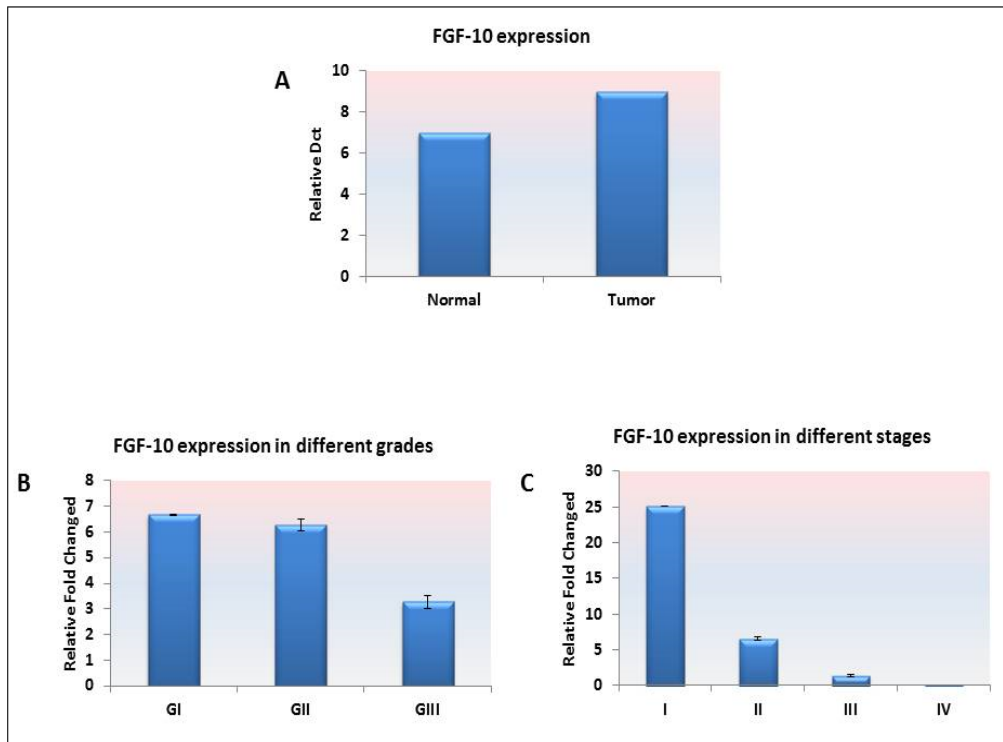 FGF-10 expression
A
Relative Dct
10
8
6
4
2
0
Normal Tumor
FGF-10 expression in different grades
B
Relative Fold Changed
8
7
6
5
4
3
2
1
0
GI GII GIII
FGF-10 expression in different stages
C
Relative Fold Changed
30
25
20
15
10
5
0
I II III IV